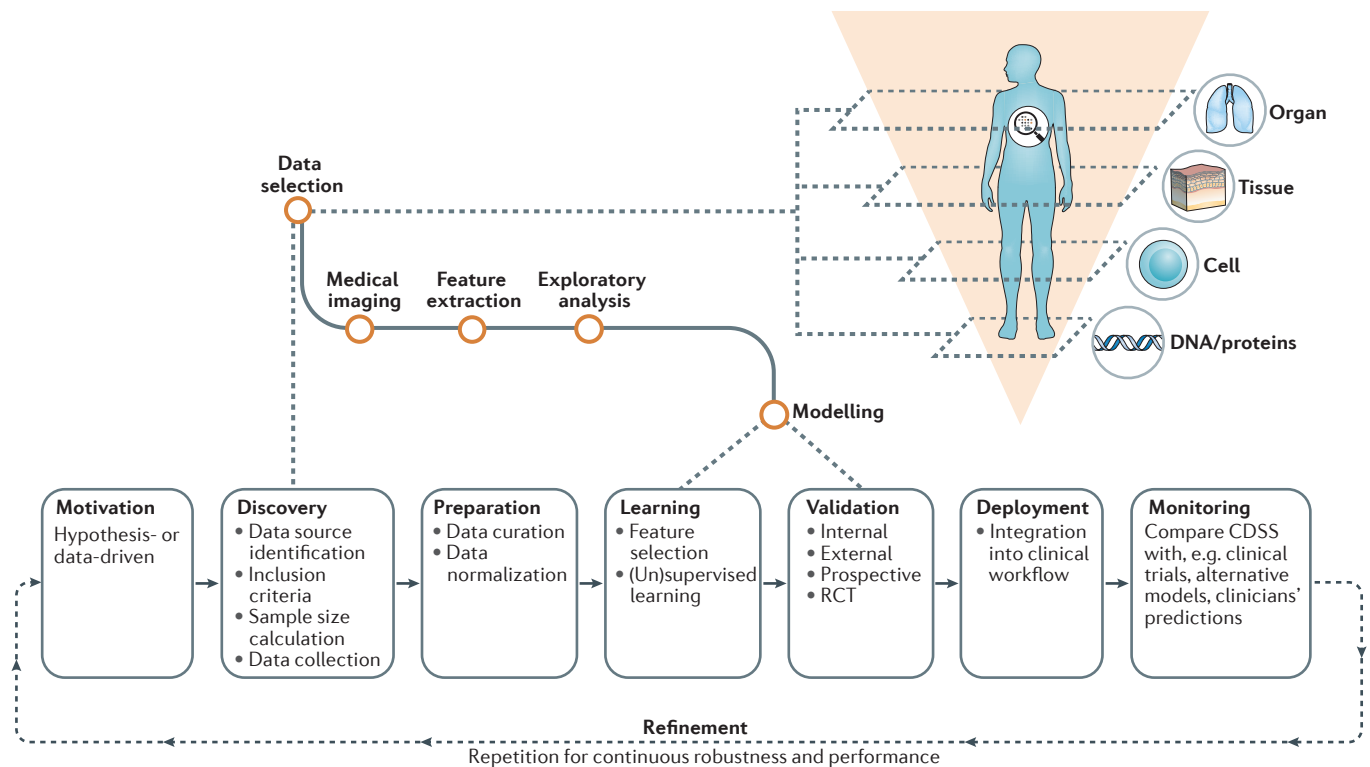 Organ
Data
selection
Tissue
Cell
Medical
imaging
Feature
extraction
Exploratory
analysis
DNA/proteins
Modelling
Motivation
Hypothesis- or
data-driven
Discovery
• Data source
identification
• Inclusion
criteria
• Sample size
calculation
• Data collection
Preparation
• Data curation
• Data
normalization
Learning
• Feature
selection
• (Un)supervised
learning
Validation
• Internal
• External
• Prospective
• RCT
Deployment
• Integration
into clinical
workflow
Monitoring
Compare CDSS
with, e.g. clinical
trials, alternative
models, clinicians’
predictions
Refinement
Repetition for continuous robustness and performance